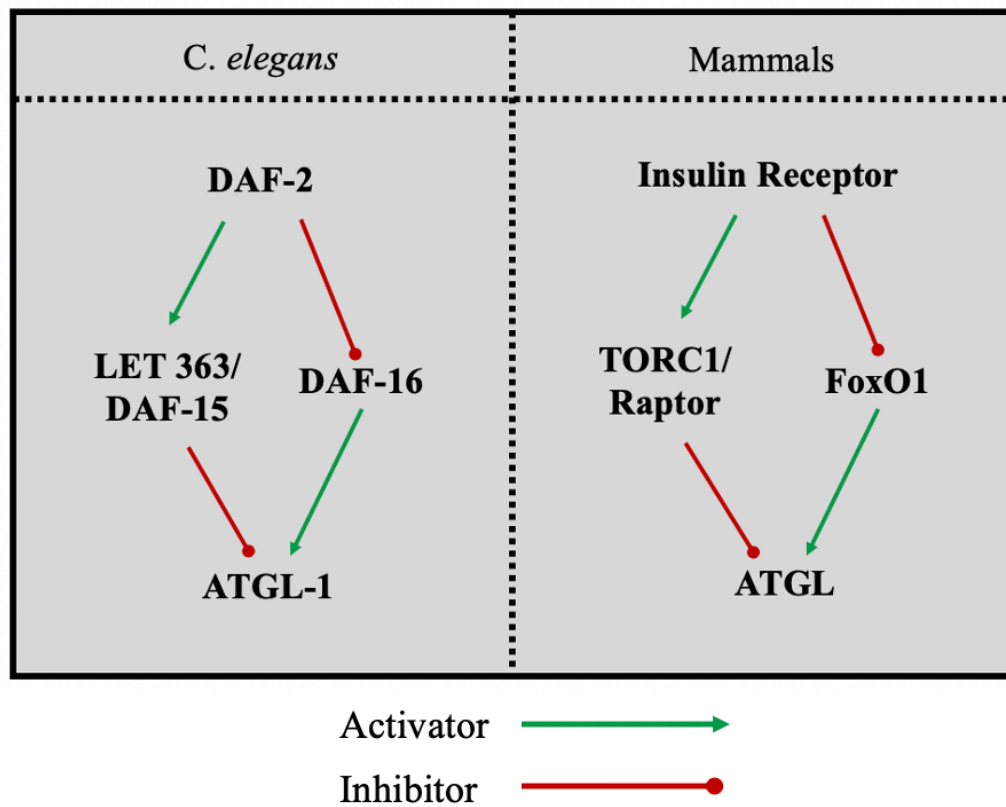 C. elegans
Mammals
DAF-2
Insulin Receptor
LET 363/
DAF-15
DAF-16
TORC1/
Raptor
FoxO1
ATGL-1
ATGL
Activator
Inhibitor